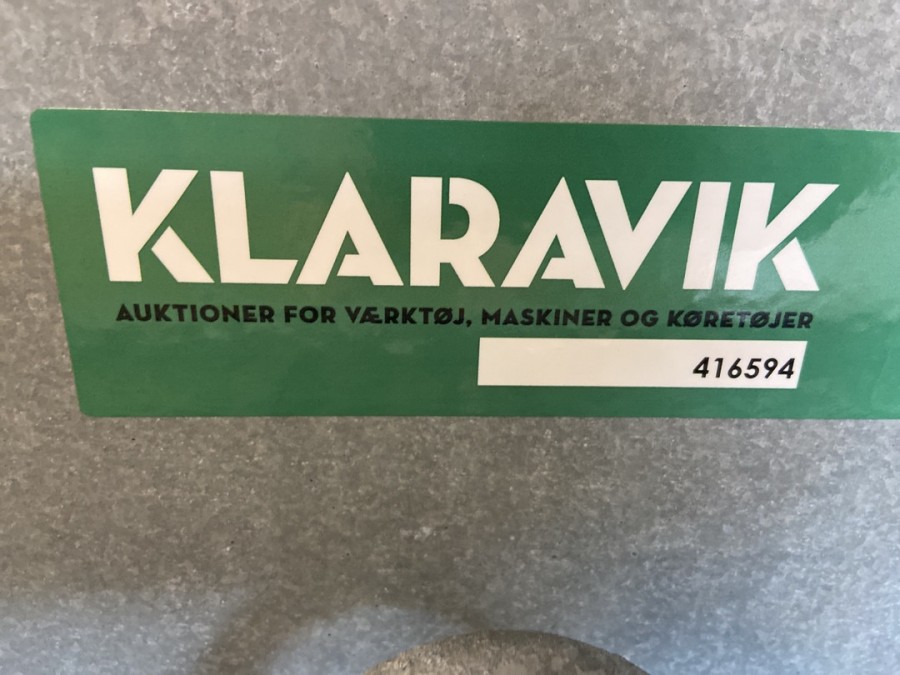 KLARAVIK
AUKTIONER FOR VÆRKTØJ, MASKINER OG KØRETØJER
416594